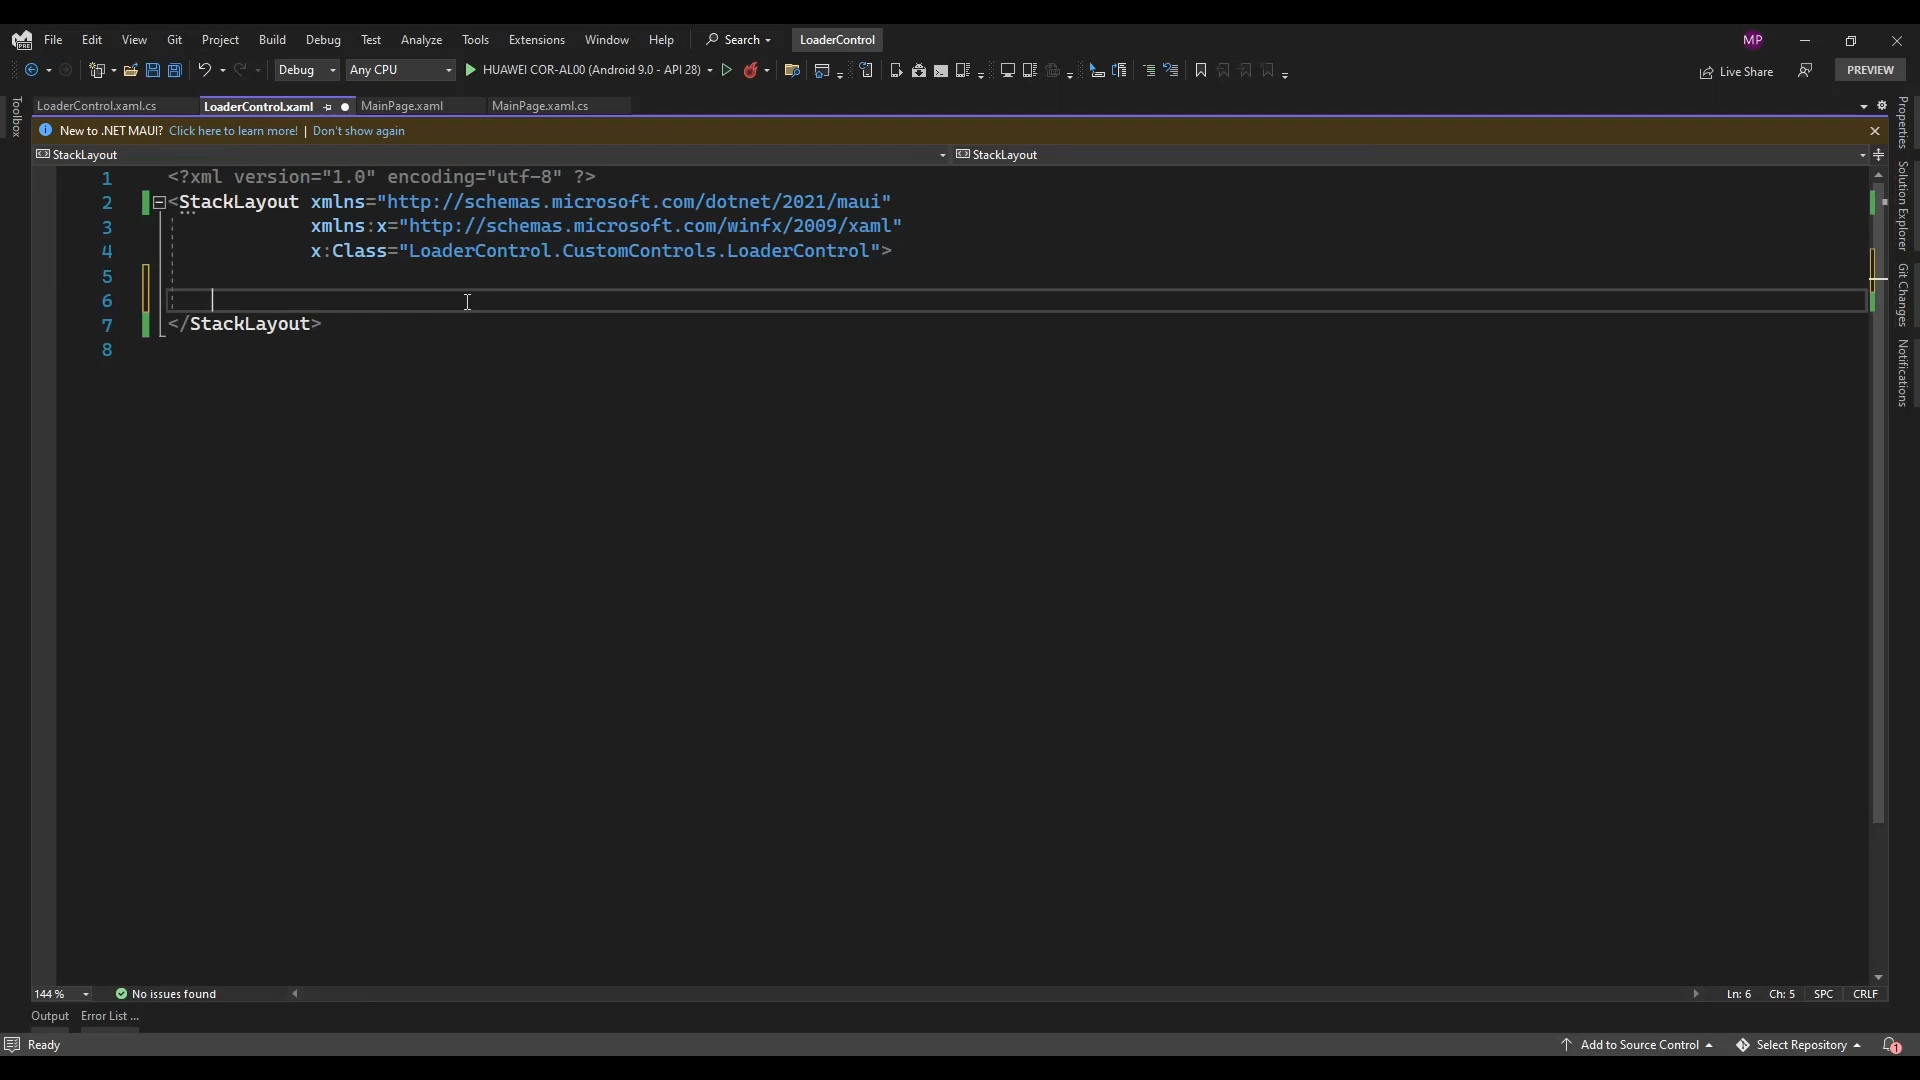 File Edit View Git Project Build Debug Test Analyze Tools Extensions Window Help Search LoaderControl MP
PRE Debug Any CPU HUAWEI COR-AL00 (Android 9.0 - API 28) Live Share PREVIEW
LoaderControl.xaml.cs LoaderControl.xaml MainPage.xaml MainPage.xaml.cs
New to .NET MAUI? Click here to learn more! | Don't show again
StackLayout StackLayout
1 <?xml version="1.0" encoding="utf-8" ?>
2 <StackLayout xmlns="http://schemas.microsoft.com/dotnet/2021/maui"
3 xmlns:x="http://schemas.microsoft.com/winfx/2009/xaml"
4 x:Class="LoaderControl.CustomControls.LoaderControl">
5
6
7 </StackLayout>
8
Toolbox
Properties
Solution Explorer
Git Changes
Notifications
144 % No issues found Ln: 6 Ch: 5 SPC CRLF
Output Error List ...
Ready Add to Source Control Select Repository 1